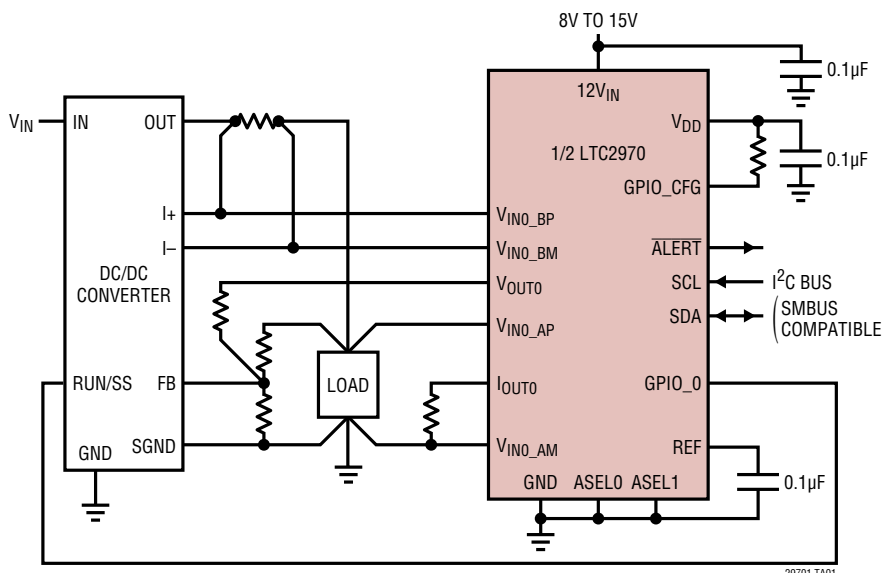 8V TO 15V
0.1µF
12VIN
VIN
IN
OUT
VDD
1/2 LTC2970
0.1µF
GPIO_CFG
I+
VIN0_BP
I–
VIN0_BM
ALERT
DC/DC
CONVERTER
VOUT0
SCL
I2C BUS
VIN0_AP
SDA
(SMBUS
COMPATIBLE
RUN/SS
FB
LOAD
IOUT0
GPIO_0
GND
SGND
VIN0_AM
REF
GND
ASEL0
ASEL1
0.1µF
29701 TA01